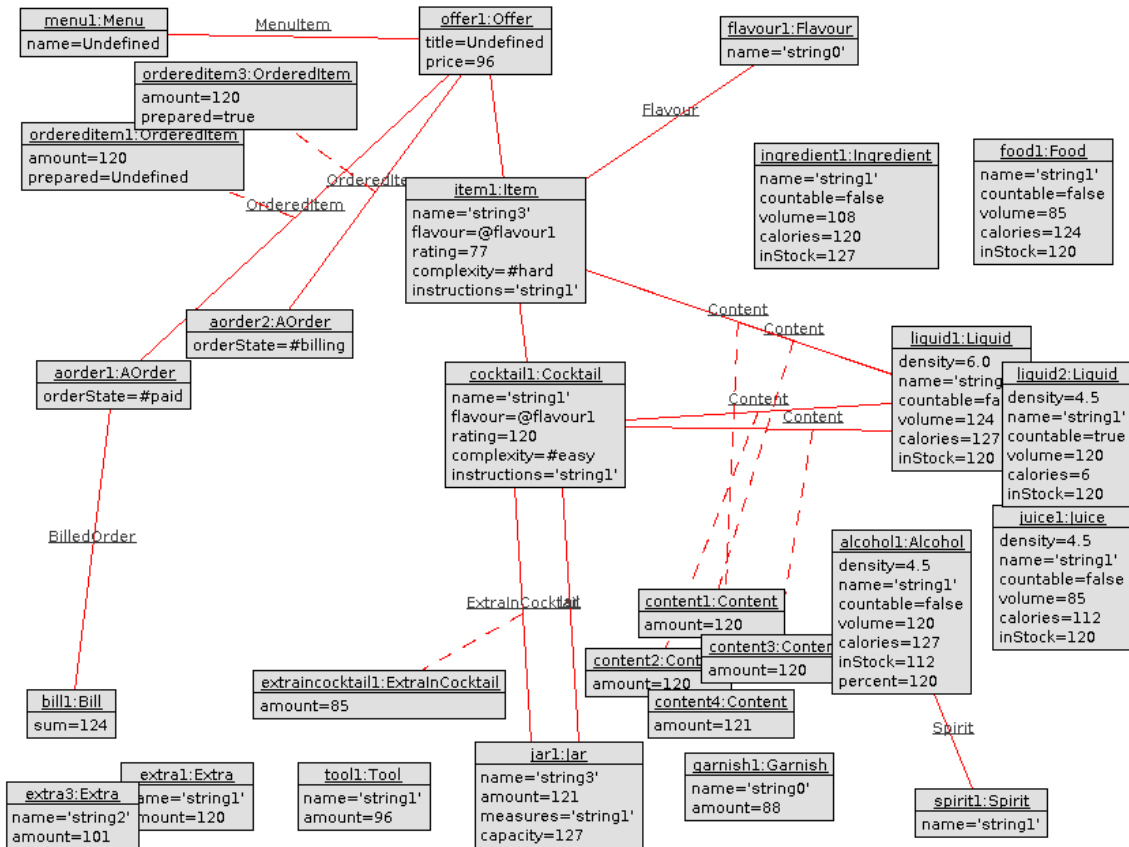 menu1:Menu
name=Undefined
MenuItem
offer1:Offer
title=Undefined
price=96
flavour1:Flavour
name='string0'
Flavour
ordereditem3:OrderedItem
amount=120
prepared=true
ordereditem1:OrderedItem
amount=120
prepared=Undefined
OrderedItem
item1:Item
name='string3'
flavour=@flavour1
rating=77
complexity=#hard
instructions='string1'
ingredient1:Ingredient
name='string1'
countable=false
volume=108
calories=120
inStock=127
food1:Food
name='string1'
countable=false
volume=85
calories=124
inStock=120
aorder2:AOrder
orderState=#billing
aorder1:AOrder
orderState=#paid
Content
Content
Content
Content
cocktail1:Cocktail
name='string1'
flavour=@flavour1
rating=120
complexity=#easy
instructions='string1'
liquid1:Liquid
density=6.0
volume=124
calories=127
inStock=120
liquid2:Liquid
density=4.5
name='string1'
countable=true
volume=120
calories=6
inStock=120
juice1:Juice
density=4.5
name='string1'
countable=false
volume=85
calories=112
inStock=120
alcohol1:Alcohol
density=4.5
name='string1'
countable=false
volume=120
calories=127
inStock=112
percent=120
BilledOrder
ExtraInCocktail
content1:Content
amount=120
content2:Cont
amount=120
content3:Conten
amount=120
content4:Content
amount=121
extraincocktail1:ExtraInCocktail
amount=85
bill1:Bill
sum=124
Spirit
spirit1:Spirit
name='string1'
jar1:Jar
name='string3'
amount=121
measures='string1'
capacity=127
garnish1:Garnish
name='string0'
amount=88
tool1:Tool
name='string1'
amount=96
extra1:Extra
name='string1'
amount=120
extra3:Extra
name='string2'
amount=101